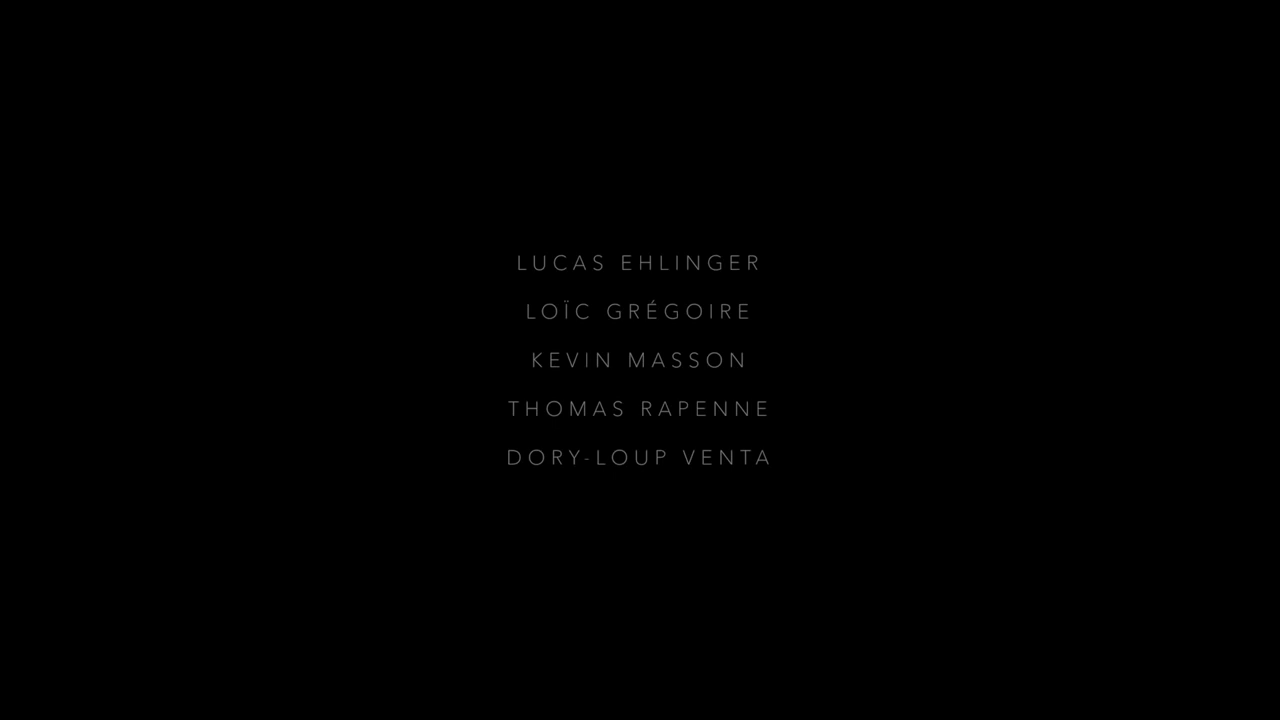 LUCAS EHLINGER
LOÏC GRÉGOIRE
KEVIN MASSON
THOMAS RAPENNE
DORY-LOUP VENTA